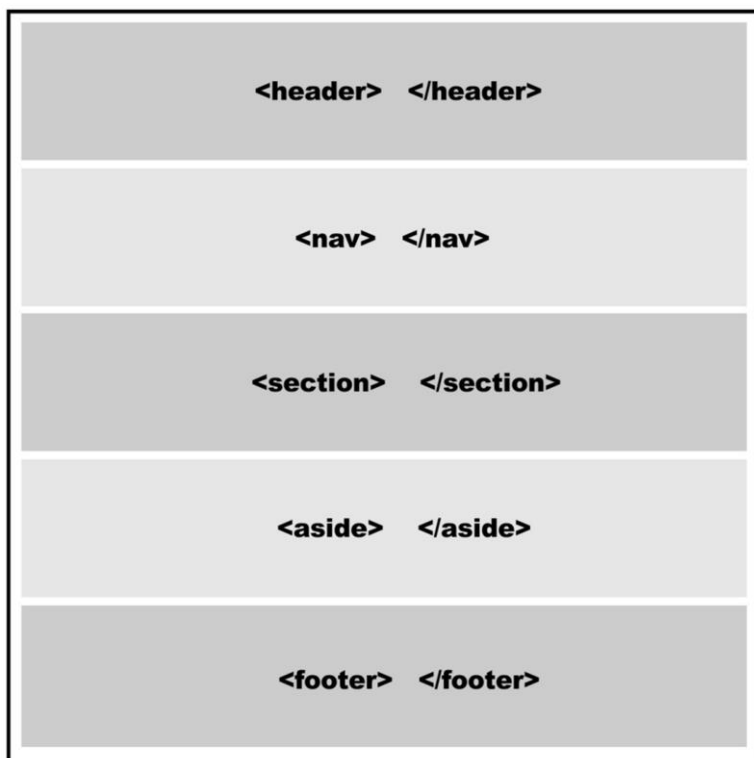 <header> </header>
<nav> </nav>
<section> </section>
<aside> </aside>
<footer> </footer>